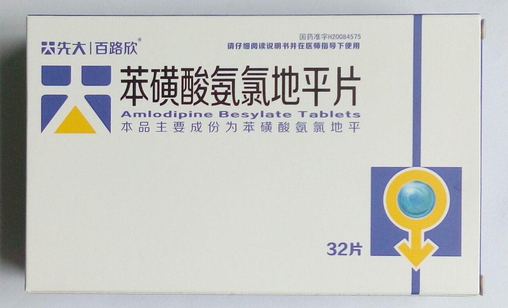 先大|百路欣
国药准字H20084575
请仔细阅读说明书并在医师指导下使用
苯磺酸氨氯地平片
Amlodipine Besylate Tablets
本品主要成份为苯磺酸氨氯地平
32片